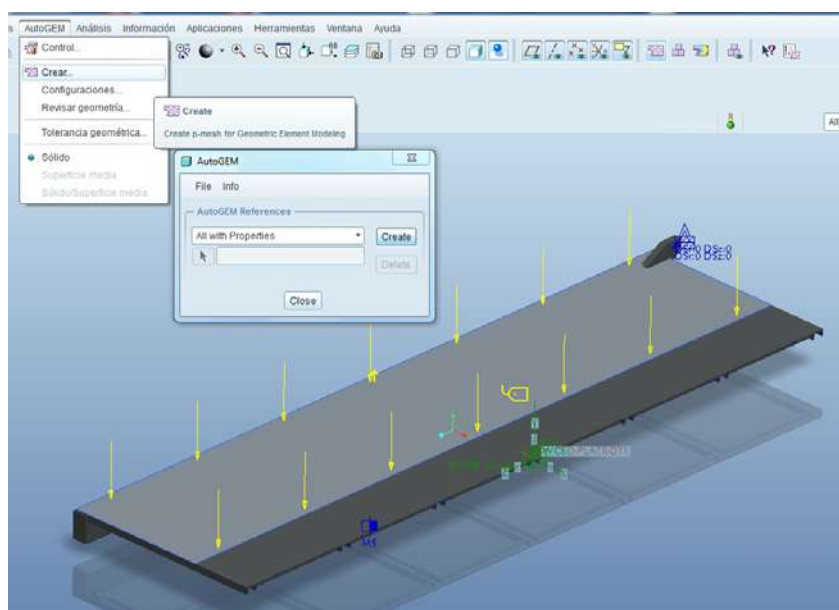 AutoGEM Análisis Información Aplicaciones Herramientas Ventana Ayuda
Control...
Crear...
Configuraciones...
Revisar geometría...
Tolerancia geométrica...
Sólido
Superficie media
Sólido/Superficie media
Create
Create p-mesh for Geometric Element Modeling
AutoGEM
File Info
AutoGEM References
All with Properties
Create
Delete
Close
MS